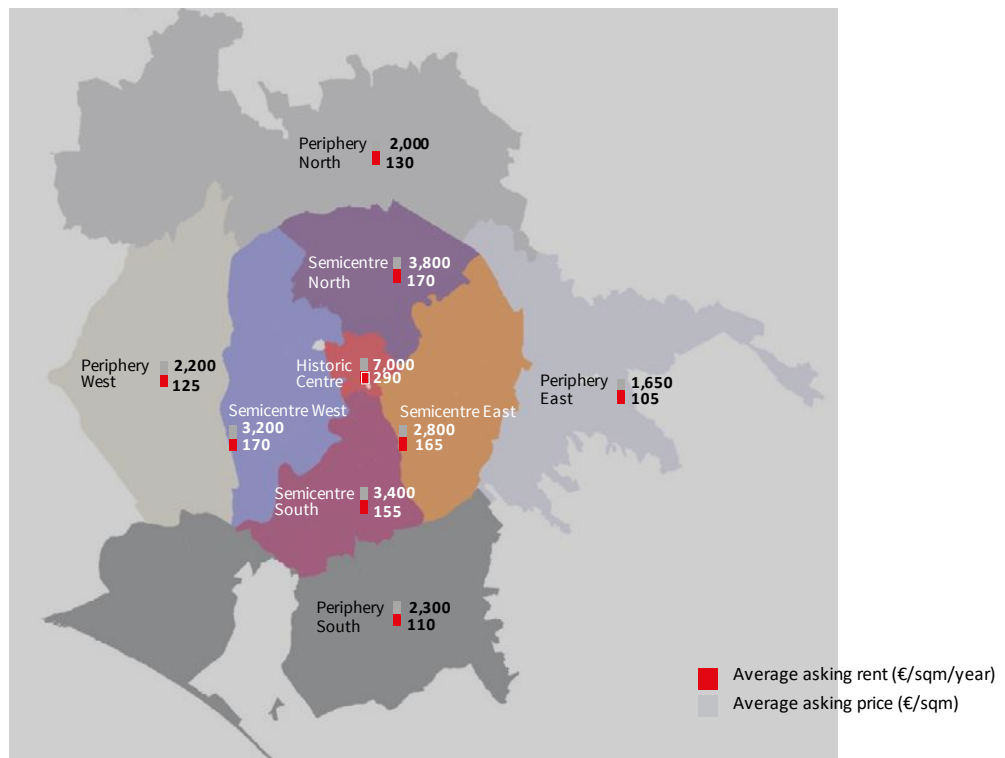 Periphery
North
2,000
130
Semicentre
North
3,800
170
Historic
Centre
7,000
290
Periphery
West
2,200
125
Periphery
East
1,650
105
Semicentre West
3,200
170
Semicentre East
2,800
165
Semicentre
South
3,400
155
Periphery
South
2,300
110
Average asking rent (€/sqm/year)
Average asking price (€/sqm)